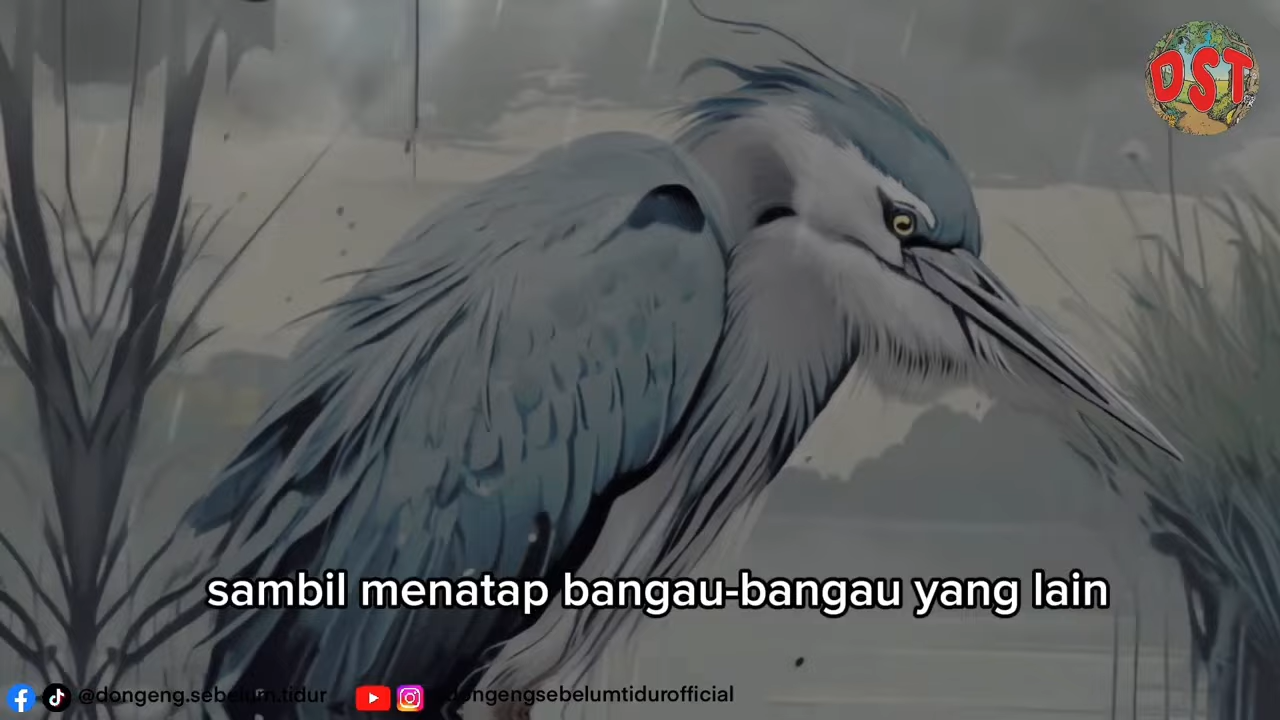 DST
sambil menatap bangau-bangau yang lain
@dongeng.sebelum.tidur
dongengsebelumtidurofficial